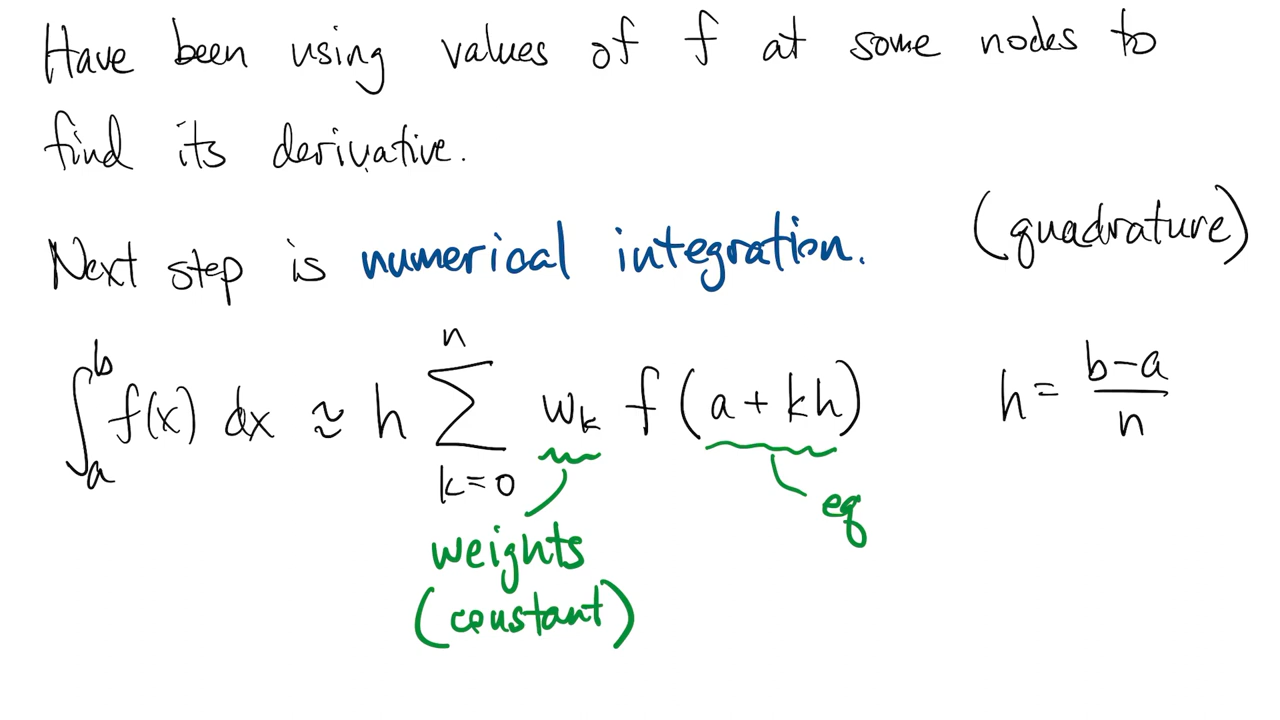 Have been using values of f at some nodes to
find its derivative.
Next step is numerical integration. (quadrature)
∫_a^b f(x) dx ≈ h ∑_{k=0}^{n} w_k f(a+kh) h = \frac{b-a}{n}
eq
weights
(constant)